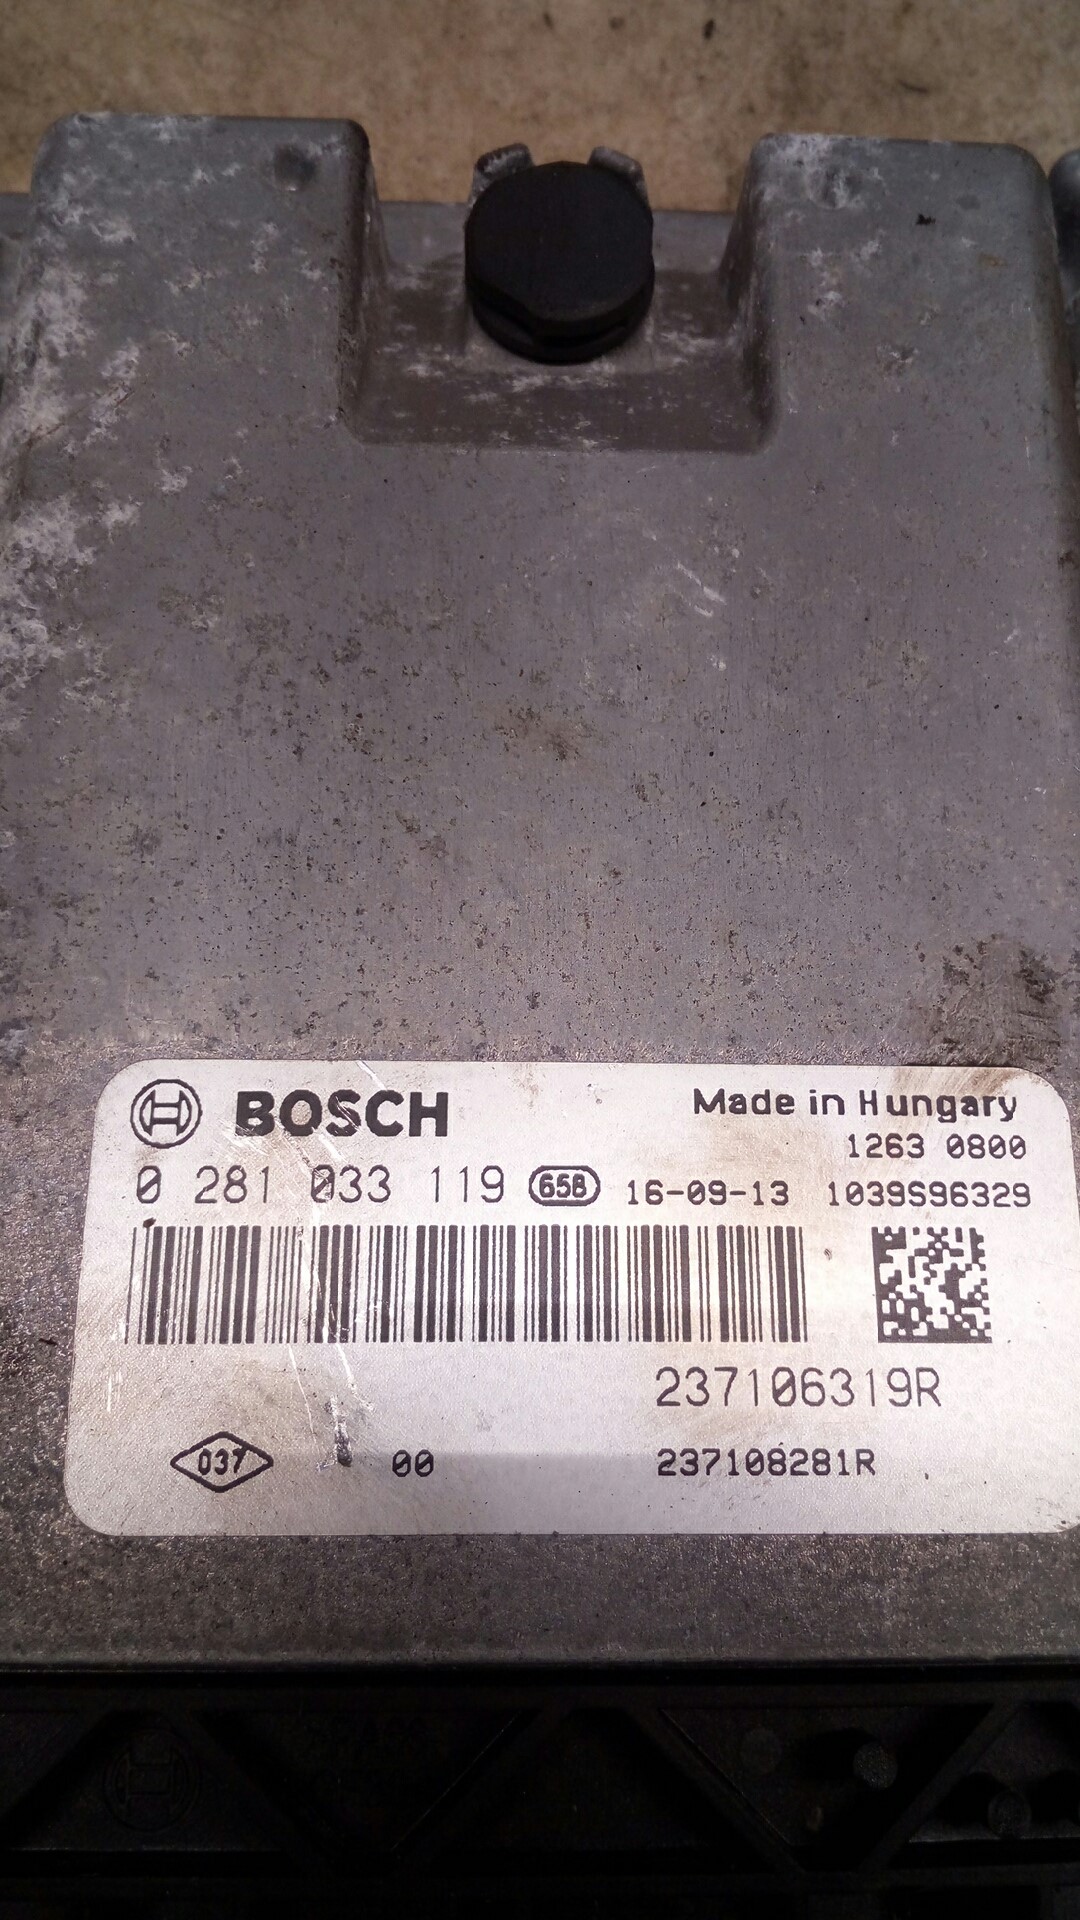 BOSCH
Made in Hungary
1263 0800
0 281 033 119 658 16-09-13 1039S96329
237106319R
037 00 237108281R